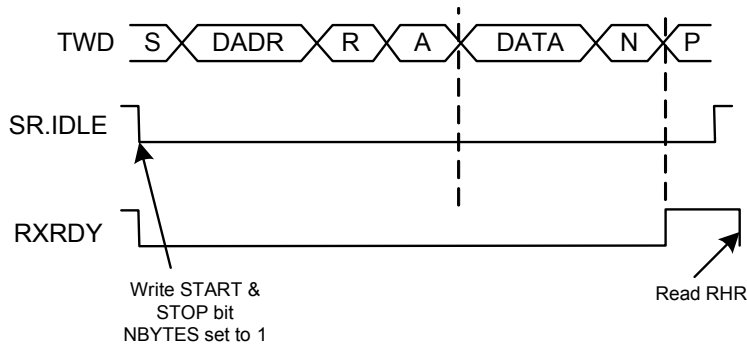 TWD S DADR R A DATA N P
SR.IDLE
RXRDY
Write START &
STOP bit
NBYTES set to 1
Read RHR